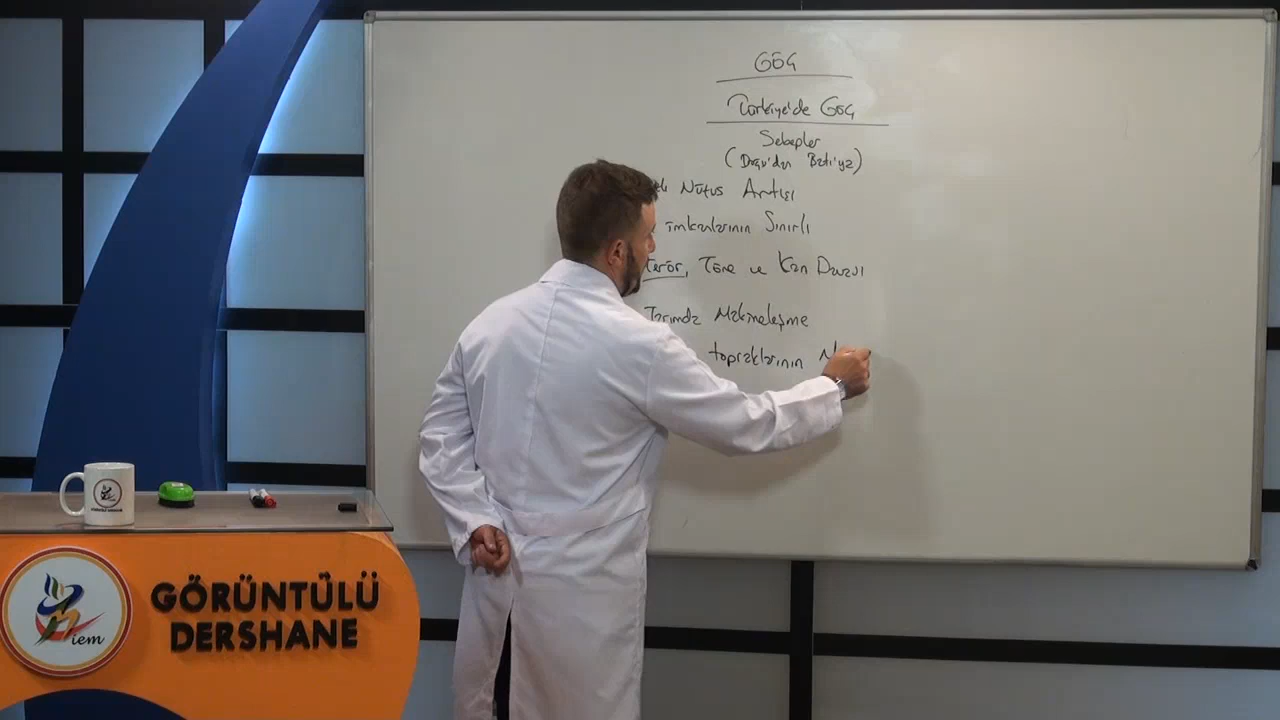 GÖÇ
Türkiye'de Göç
Sebepler
(Doğu'dan Batı'ya)
Nüfus Artışı
imkanlarının Sınırlı
Terör, Töre ve Kan Davası
Tarımda Makineleşme
topraklarının
GÖRÜNTÜLÜ
DERSHANE
iem